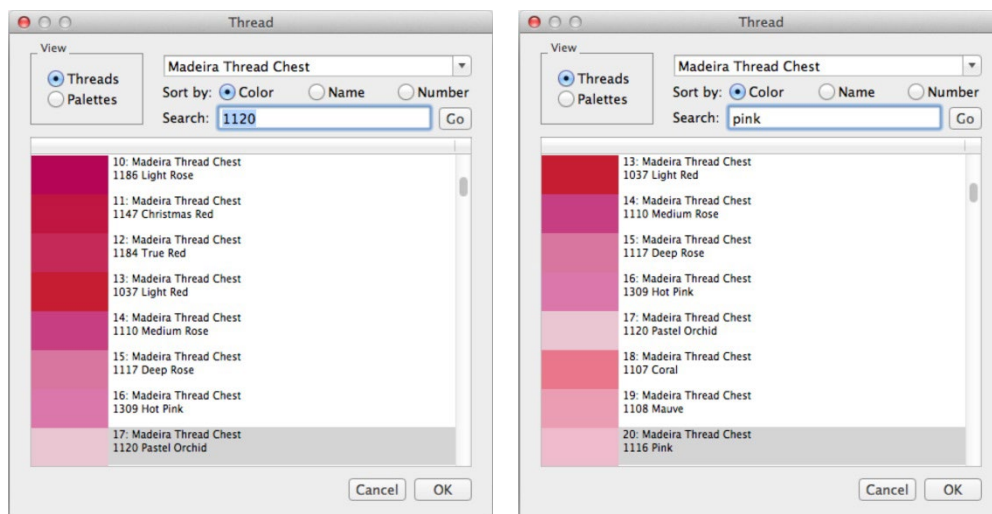 Thread
View
Threads
Palettes
Madeira Thread Chest
Sort by: Color Name Number
Search: 1120 Go
10: Madeira Thread Chest
1186 Light Rose
11: Madeira Thread Chest
1147 Christmas Red
12: Madeira Thread Chest
1184 True Red
13: Madeira Thread Chest
1037 Light Red
14: Madeira Thread Chest
1110 Medium Rose
15: Madeira Thread Chest
1117 Deep Rose
16: Madeira Thread Chest
1309 Hot Pink
17: Madeira Thread Chest
1120 Pastel Orchid
Cancel OK
Thread
View
Threads
Palettes
Madeira Thread Chest
Sort by: Color Name Number
Search: pink Go
13: Madeira Thread Chest
1037 Light Red
14: Madeira Thread Chest
1110 Medium Rose
15: Madeira Thread Chest
1117 Deep Rose
16: Madeira Thread Chest
1309 Hot Pink
17: Madeira Thread Chest
1120 Pastel Orchid
18: Madeira Thread Chest
1107 Coral
19: Madeira Thread Chest
1108 Mauve
20: Madeira Thread Chest
1116 Pink
Cancel OK